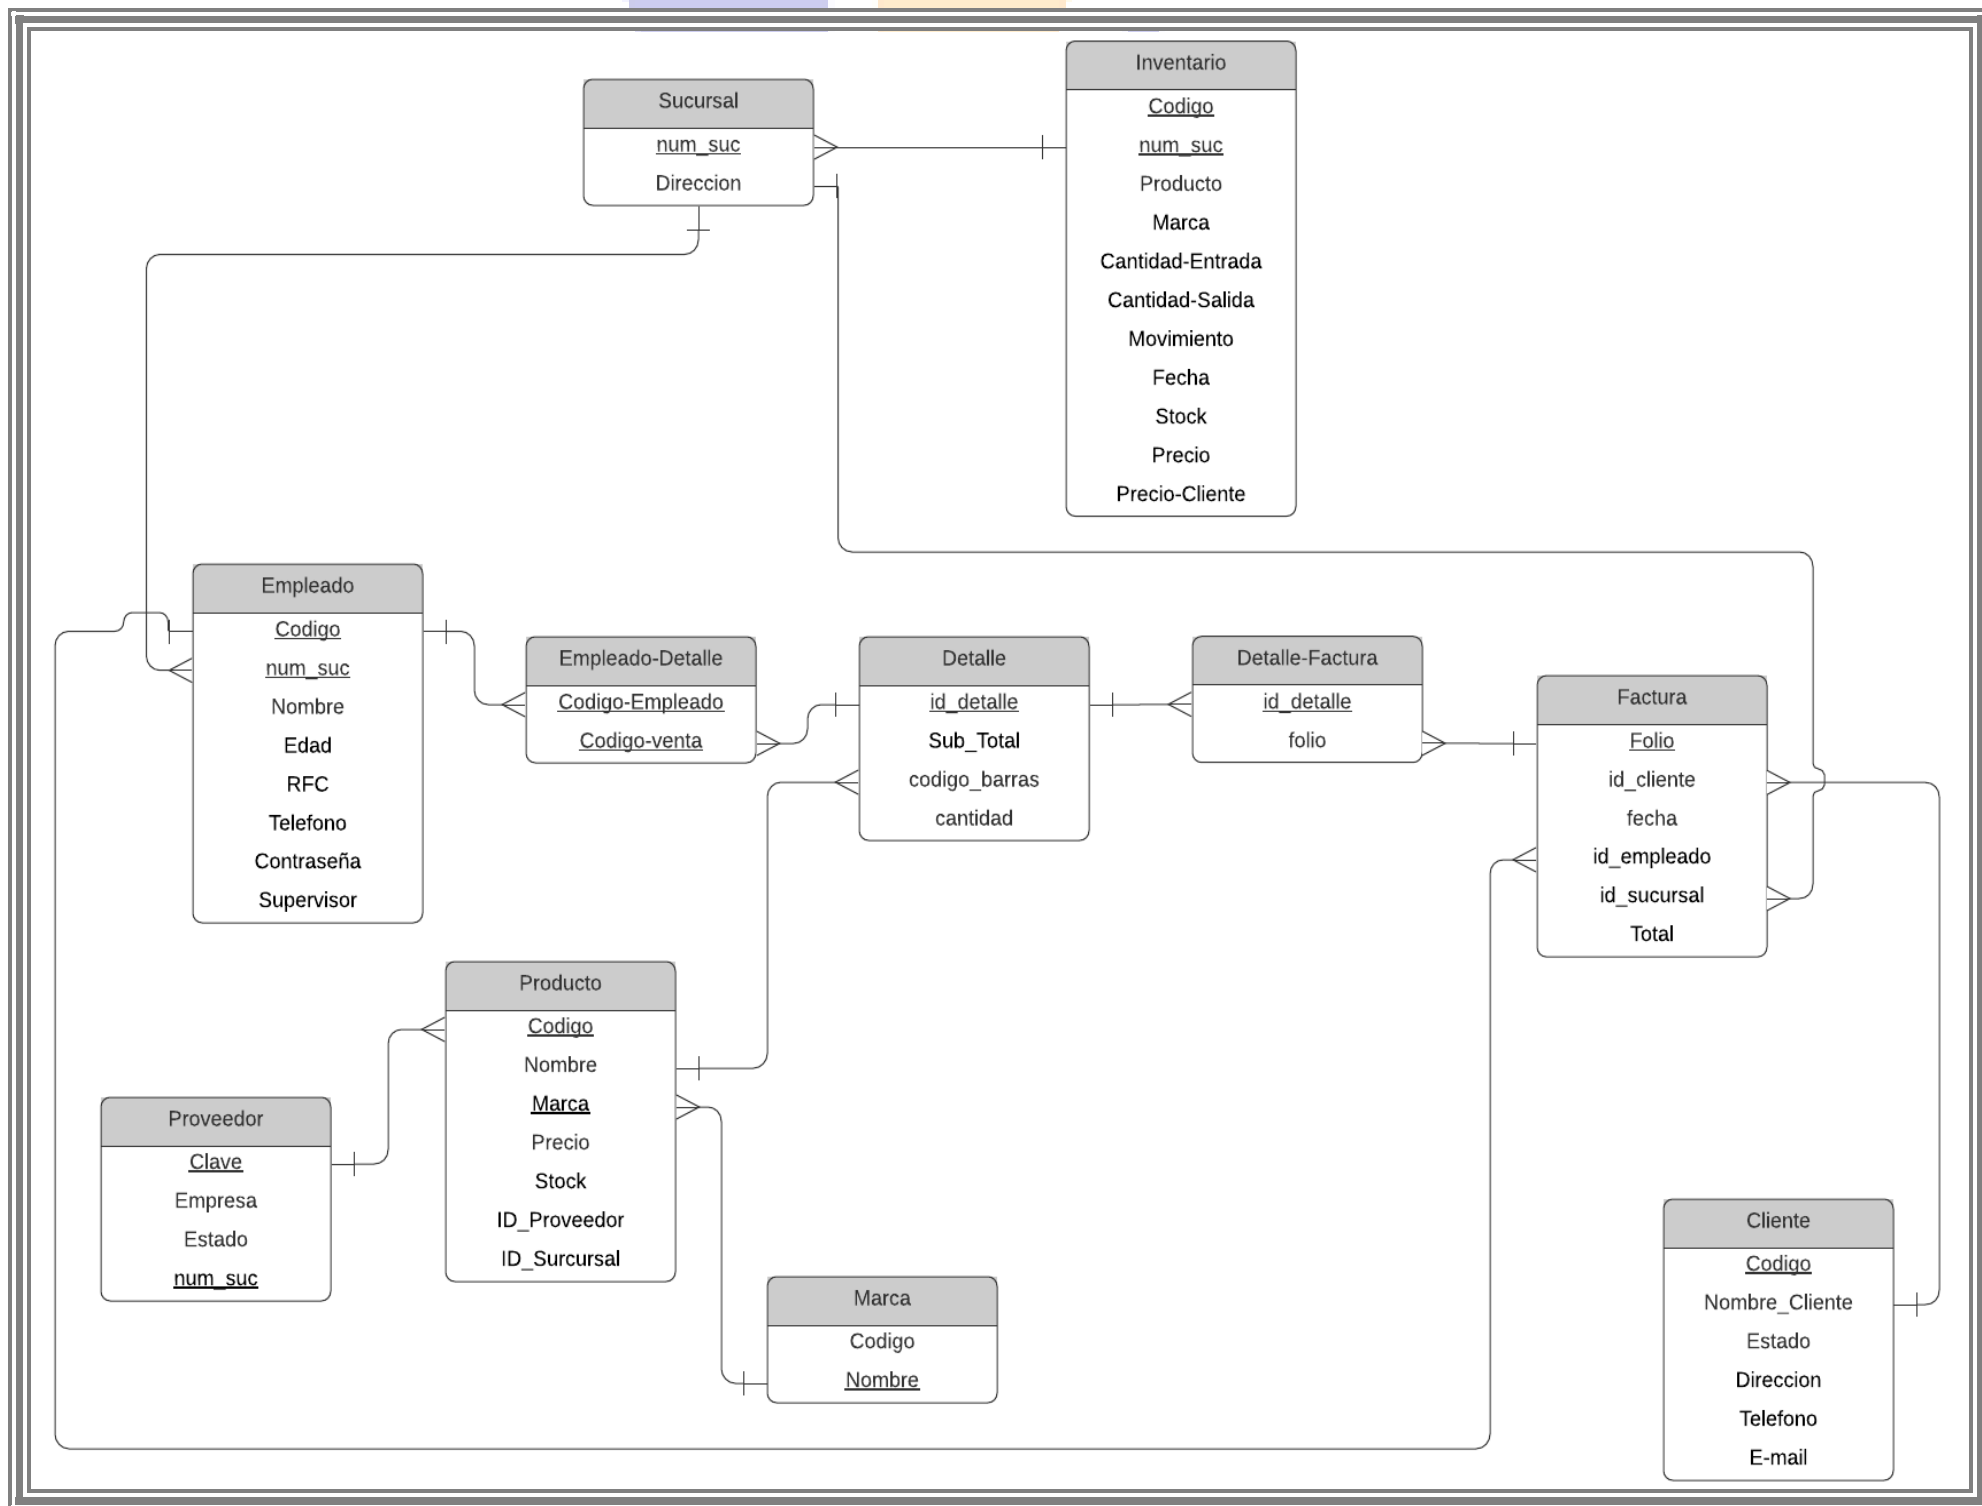 Sucursal
num_suc
Direccion
Inventario
Codigo
num_suc
Producto
Marca
Cantidad-Entrada
Cantidad-Salida
Movimiento
Fecha
Stock
Precio
Precio-Cliente
Empleado
Codigo
num_suc
Nombre
Edad
RFC
Telefono
Contraseña
Supervisor
Empleado-Detalle
Codigo-Empleado
Codigo-venta
Detalle
id_detalle
Sub_Total
codigo_barras
cantidad
Detalle-Factura
id_detalle
folio
Factura
Folio
id_cliente
fecha
id_empleado
id_sucursal
Total
Producto
Codigo
Nombre
Marca
Precio
Stock
ID_Proveedor
ID_Surcursal
Proveedor
Clave
Empresa
Estado
num_suc
Marca
Codigo
Nombre
Cliente
Codigo
Nombre_Cliente
Estado
Direccion
Telefono
E-mail